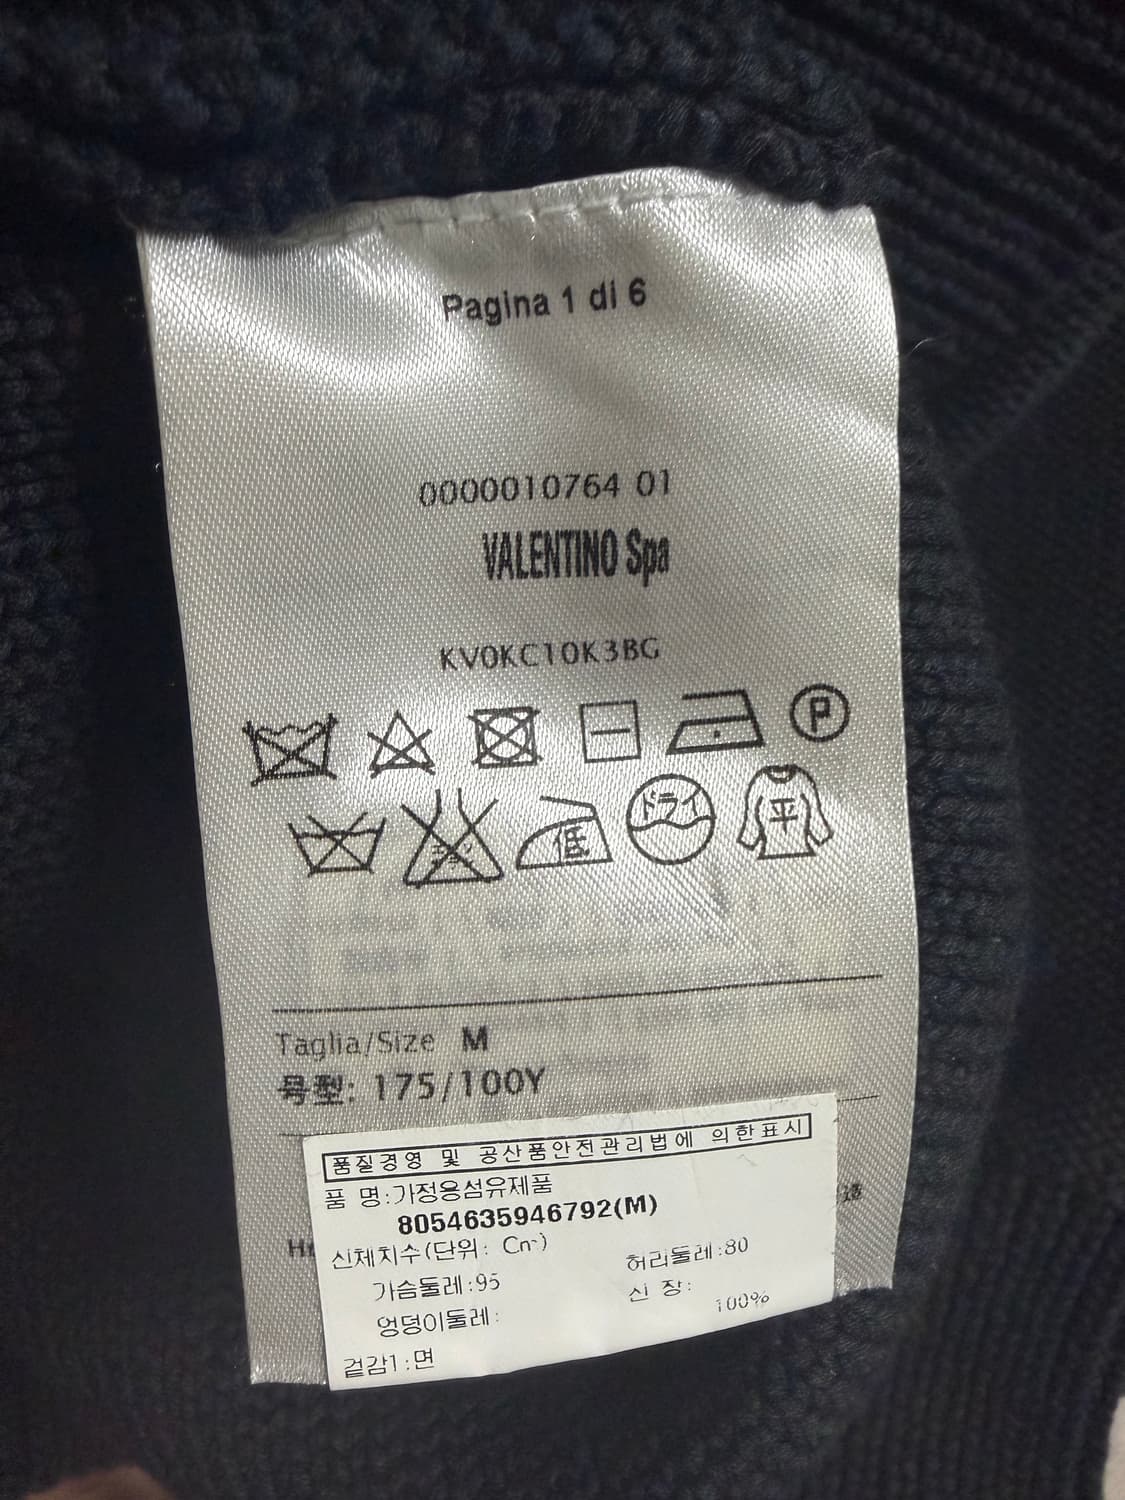 Pagina 1 di 6
0000010764 01
VALENTINO Spa
KV0KC10K3BG
P
低 ドライ 平
Taglia/Size M
号型: 175/100Y
품질경영 및 공산품안전관리법에 의한표시
품 명:가정용섬유제품
8054635946792(M)
신체치수(단위: Cm)
허리둘레:80
가슴둘레:95
신 장:
엉덩이둘레:
100%
겉감1:면